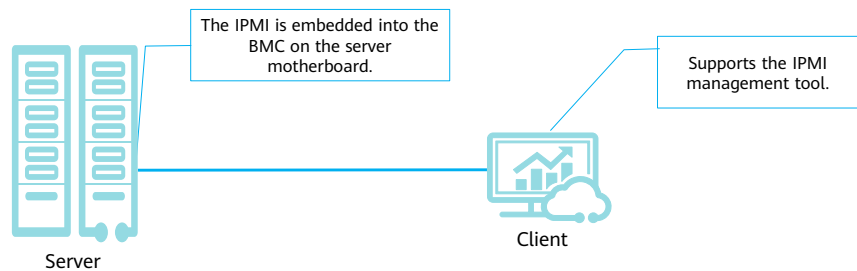 The IPMI is embedded into the
BMC on the server
motherboard.
Supports the IPMI
management tool.
Server
Client